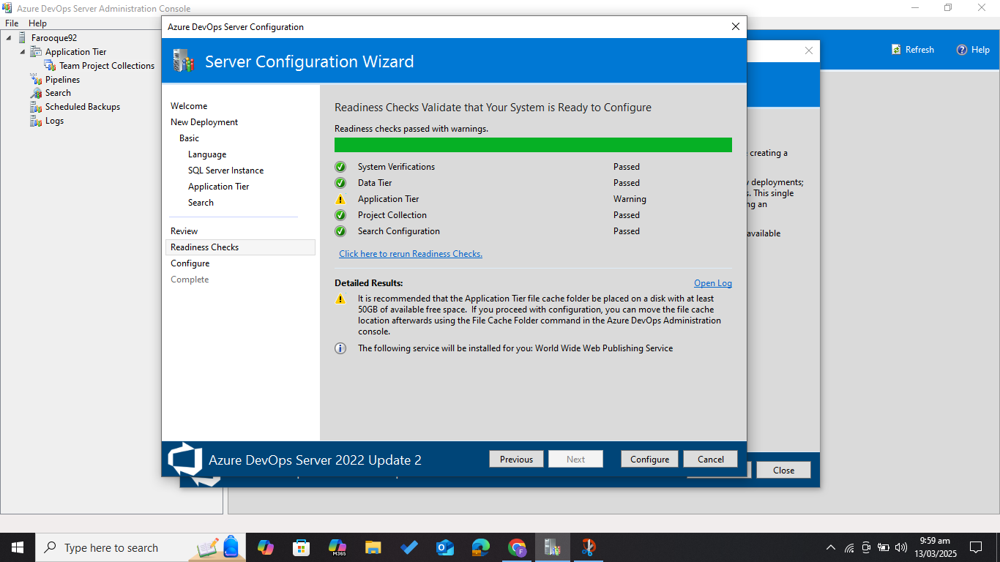 Azure DevOps Server Administration Console
File Help
Azure DevOps Server Configuration
Server Configuration Wizard
Refresh
Help
Farooque92
Application Tier
Team Project Collections
Pipelines
Search
Scheduled Backups
Logs
Welcome
New Deployment
Basic
Language
SQL Server Instance
Application Tier
Search
Review
Readiness Checks
Configure
Complete
Readiness Checks Validate that Your System is Ready to Configure
Readiness checks passed with warnings.
System Verifications Passed
Data Tier Passed
Application Tier Warning
Project Collection Passed
Search Configuration Passed
Click here to rerun Readiness Checks.
Detailed Results: Open Log
It is recommended that the Application Tier file cache folder be placed on a disk with at least
50GB of available free space. If you proceed with configuration, you can move the file cache
location afterwards using the File Cache Folder command in the Azure DevOps Administration
console.
The following service will be installed for you: World Wide Web Publishing Service
creating a
deployments;
. This single
ng an
available
Azure DevOps Server 2022 Update 2
Previous Next Configure Cancel
Close
Type here to search
M365
F
9:59 am
13/03/2025